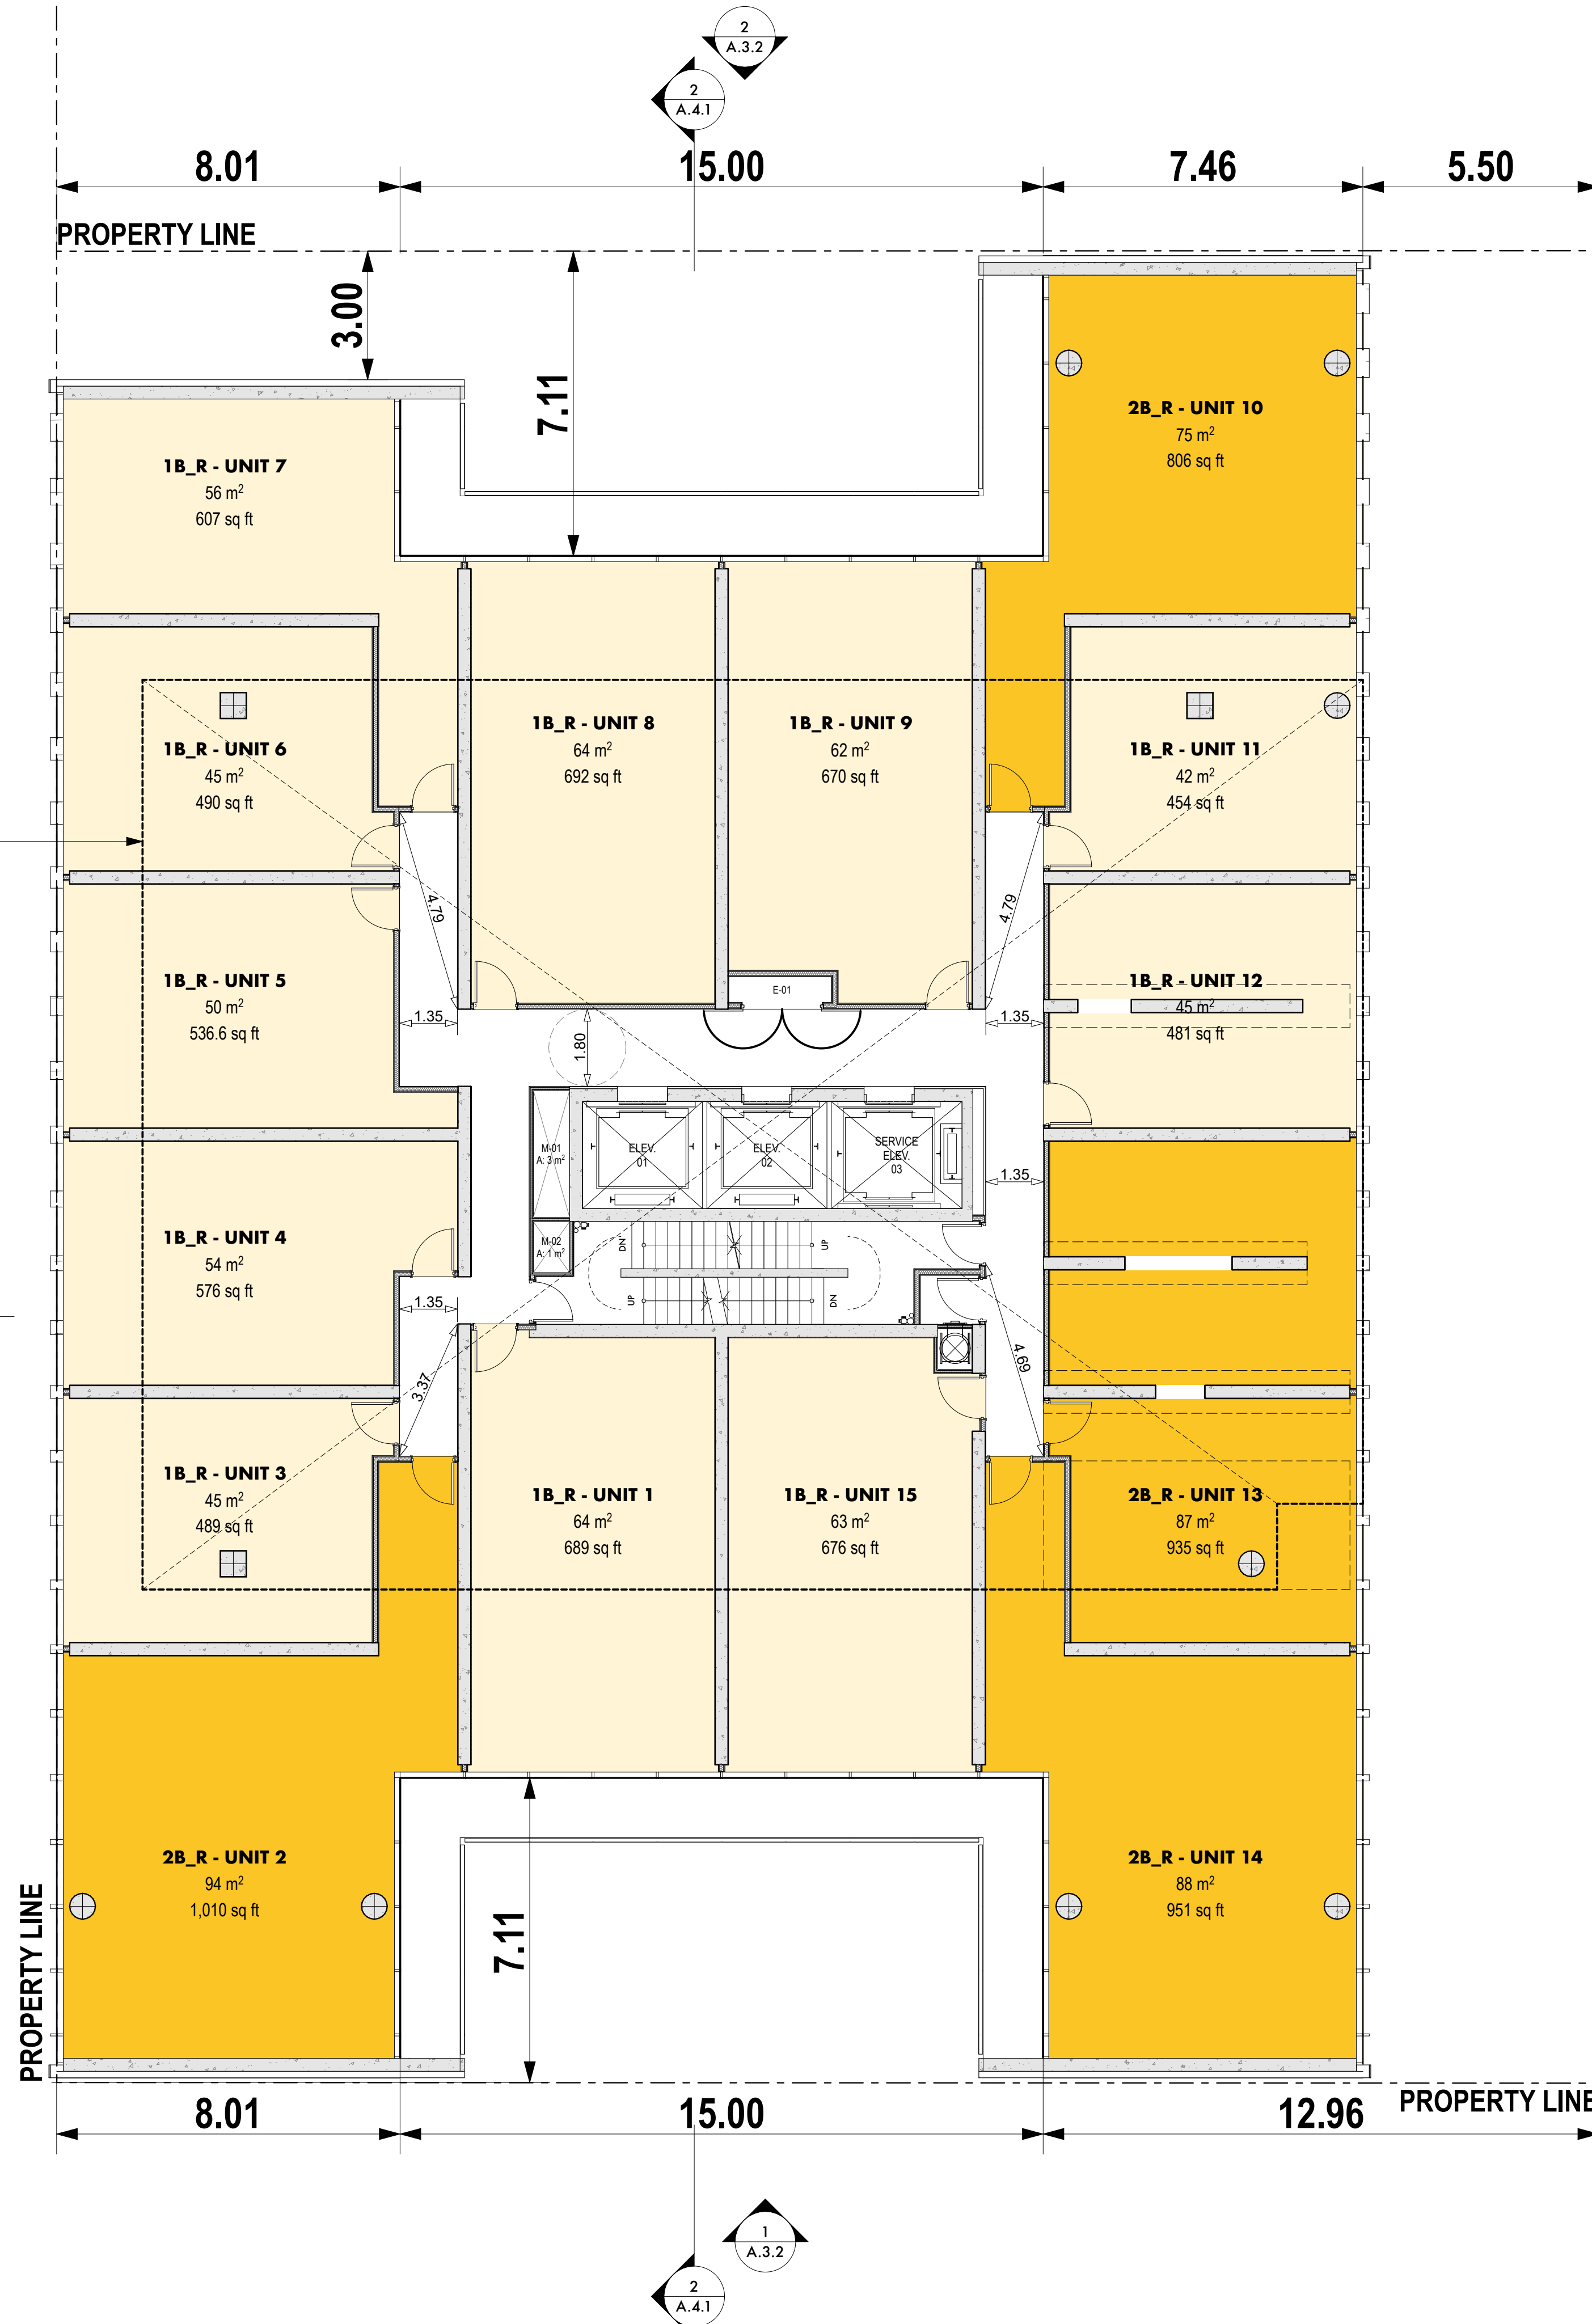 2
A.3.2
2
A.4.1
8.01
15.00
7.46
5.50
PROPERTY LINE
3.00
7.11
2B_R - UNIT 10
75 m²
806 sq ft
1B_R - UNIT 7
56 m²
607 sq ft
1B_R - UNIT 8
64 m²
692 sq ft
1B_R - UNIT 9
62 m²
670 sq ft
1B_R - UNIT 6
45 m²
490 sq ft
1B_R - UNIT 11
42 m²
454 sq ft
4.79
4.79
1B_R - UNIT 5
50 m²
536.6 sq ft
E-01
1B_R - UNIT 12
45 m²
481 sq ft
1.35
1.80
1.35
M-01
A: 3 m²
ELEV.
01
ELEV.
02
SERVICE
ELEV.
03
1.35
1B_R - UNIT 4
54 m²
576 sq ft
M-02
A: 1 m²
DN
UP
UP
DN
1.35
3.37
4.69
1B_R - UNIT 3
45 m²
489 sq ft
1B_R - UNIT 1
64 m²
689 sq ft
1B_R - UNIT 15
63 m²
676 sq ft
2B_R - UNIT 13
87 m²
935 sq ft
2B_R - UNIT 2
94 m²
1,010 sq ft
2B_R - UNIT 14
88 m²
951 sq ft
7.11
PROPERTY LINE
8.01
15.00
12.96
PROPERTY LINE
1
A.3.2
2
A.4.1